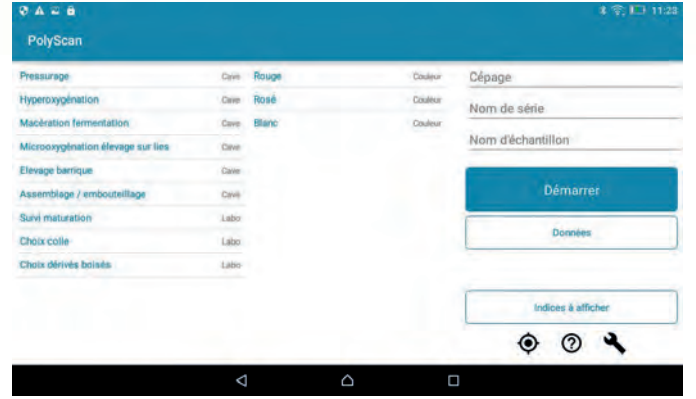 11:23
PolyScan
Pressurage Cave
Hyperoxygénation Cave
Macération fermentation Cave
Microoxygénation élevage sur lies Cave
Elevage barrique Cave
Assemblage / embouteillage Cave
Suivi maturation Labo
Choix colle Labo
Choix dérivés boisés Labo
Rouge Couleur
Rosé Couleur
Blanc Couleur
Cépage
Nom de série
Nom d'échantillon
Démarrer
Données
Indices à afficher